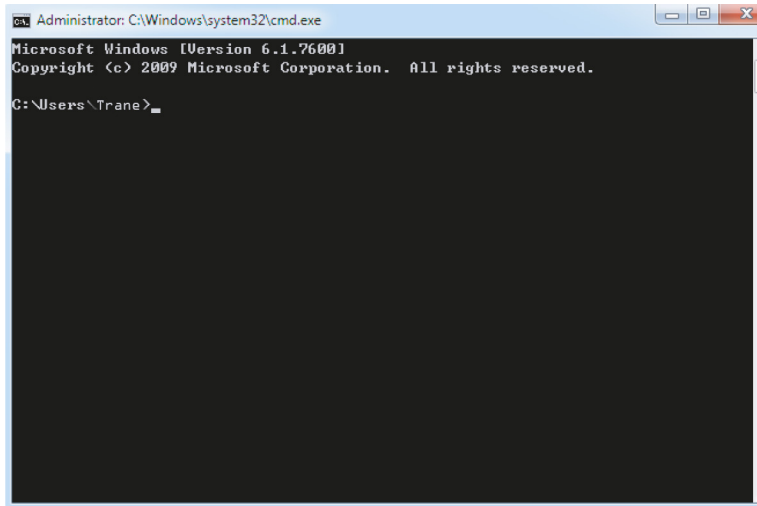 Administrator: C:\Windows\system32\cmd.exe
Microsoft Windows [Version 6.1.7600]
Copyright (c) 2009 Microsoft Corporation.  All rights reserved.
C:\Users\Trane>_